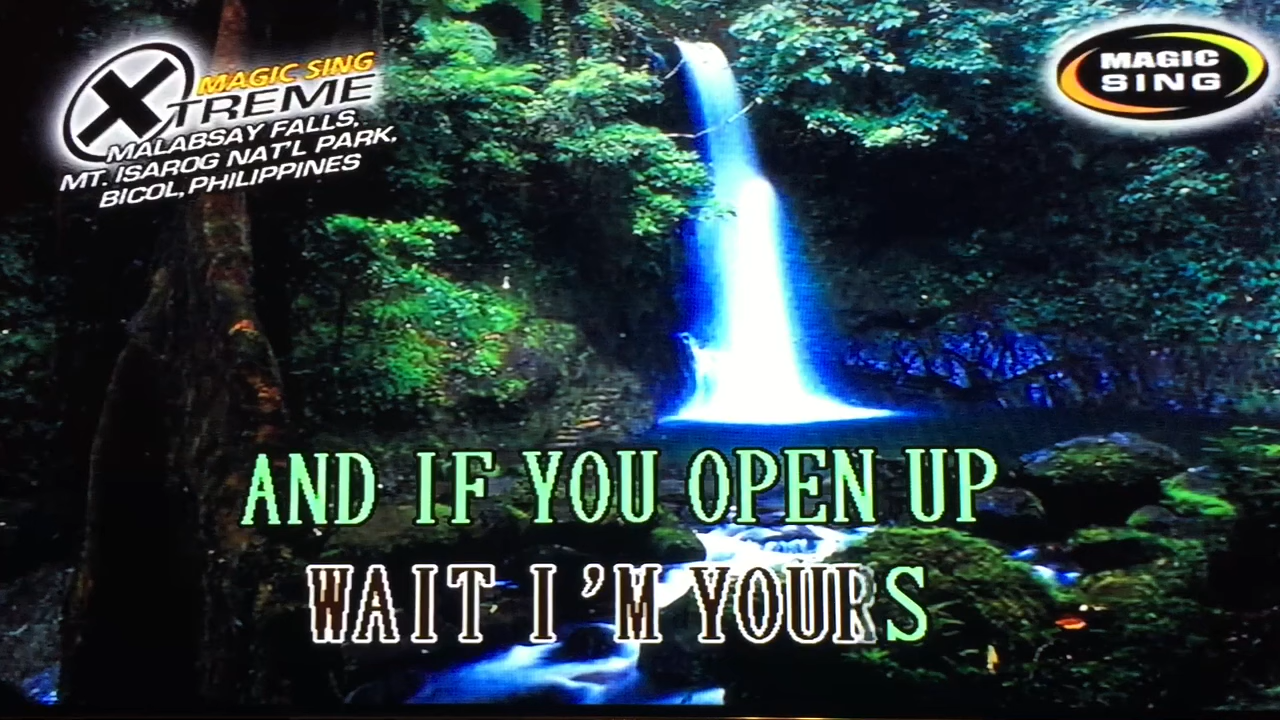 MAGIC SING
XTREME
MALABSAY FALLS,
MT. ISAROG NAT'L PARK,
BICOL, PHILIPPINES
MAGIC
SING
AND IF YOU OPEN UP
WAIT I'M YOURS